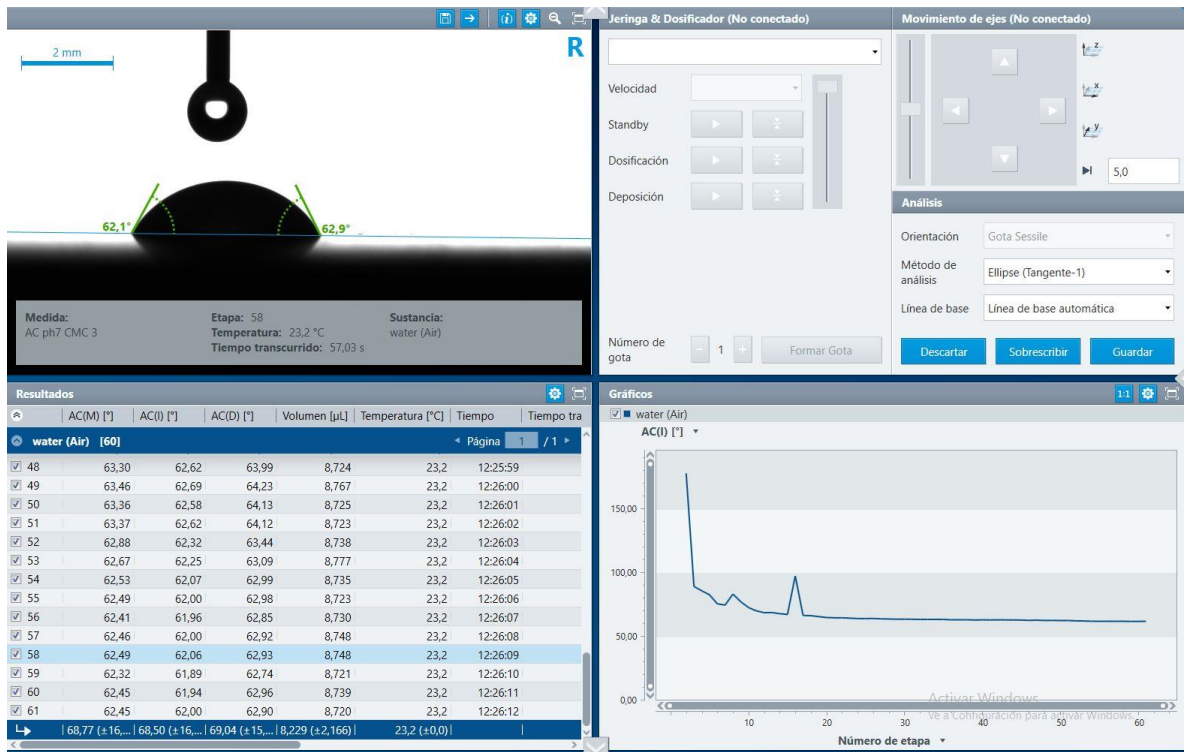 2 mm
R
62,1°
62,9°
Medida:
AC ph7 CMC 3
Etapa: 58
Temperatura: 23,2 °C
Tiempo transcurrido: 57,03 s
Sustancia:
water (Air)
Jeringa & Dosificador (No conectado)
Velocidad
Standby
Dosificación
Deposición
Número de gota
1
Formar Gota
Movimiento de ejes (No conectado)
z
x
y
5,0
Análisis
Orientación Gota Sessile
Método de análisis Ellipse (Tangente-1)
Línea de base Línea de base automática
Descartar Sobrescribir Guardar
Resultados
AC(M) [°] AC(I) [°] AC(D) [°] Volumen [µL] Temperatura [°C] Tiempo Tiempo tra
water (Air) [60] Página 1 / 1
48 63,30 62,62 63,99 8,724 23,2 12:25:59
49 63,46 62,69 64,23 8,767 23,2 12:26:00
50 63,36 62,58 64,13 8,725 23,2 12:26:01
51 63,37 62,62 64,12 8,723 23,2 12:26:02
52 62,88 62,32 63,44 8,738 23,2 12:26:03
53 62,67 62,25 63,09 8,777 23,2 12:26:04
54 62,53 62,07 62,99 8,735 23,2 12:26:05
55 62,49 62,00 62,98 8,723 23,2 12:26:06
56 62,41 61,96 62,85 8,730 23,2 12:26:07
57 62,46 62,00 62,92 8,748 23,2 12:26:08
58 62,49 62,06 62,93 8,748 23,2 12:26:09
59 62,32 61,89 62,74 8,721 23,2 12:26:10
60 62,45 61,94 62,96 8,739 23,2 12:26:11
61 62,45 62,00 62,90 8,720 23,2 12:26:12
68,77 (±16,... 68,50 (±16,... 69,04 (±15,... 8,229 (±2,166) 23,2 (±0,0)
Gráficos
1:1
water (Air)
AC(I) [°]
150,00
100,00
50,00
0,00
10 20 30 40 50 60
Número de etapa
Activar Windows
Ve a Configuración para activar Windows.